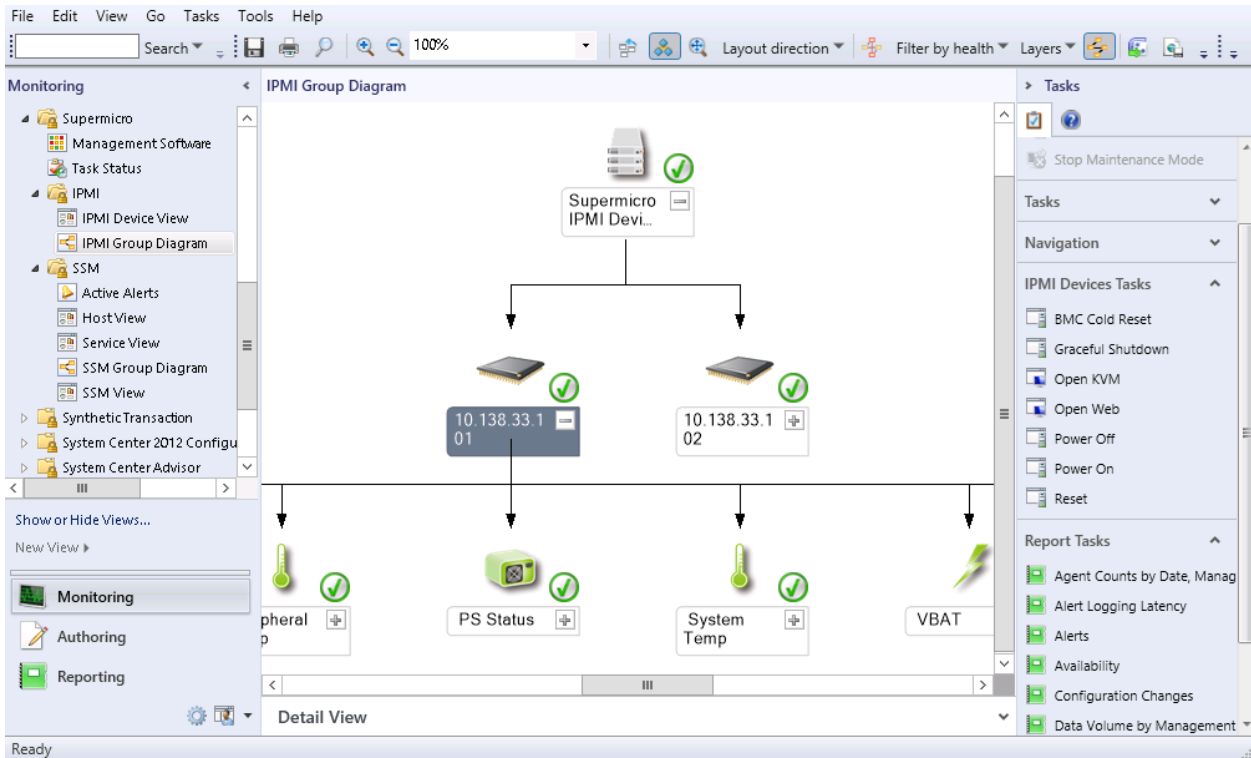 File Edit View Go Tasks Tools Help
Search 100% Layout direction Filter by health Layers
Monitoring
Supermicro
Management Software
Task Status
IPMI
IPMI Device View
IPMI Group Diagram
SSM
Active Alerts
Host View
Service View
SSM Group Diagram
SSM View
Synthetic Transaction
System Center 2012 Configu
System Center Advisor
Show or Hide Views...
New View
Monitoring
Authoring
Reporting
IPMI Group Diagram
Supermicro
IPMI Devi...
10.138.33.1
01
10.138.33.1
02
pheral
p
PS Status
System
Temp
VBAT
Detail View
Tasks
Stop Maintenance Mode
Tasks
Navigation
IPMI Devices Tasks
BMC Cold Reset
Graceful Shutdown
Open KVM
Open Web
Power Off
Power On
Reset
Report Tasks
Agent Counts by Date, Manag
Alert Logging Latency
Alerts
Availability
Configuration Changes
Data Volume by Management
Ready